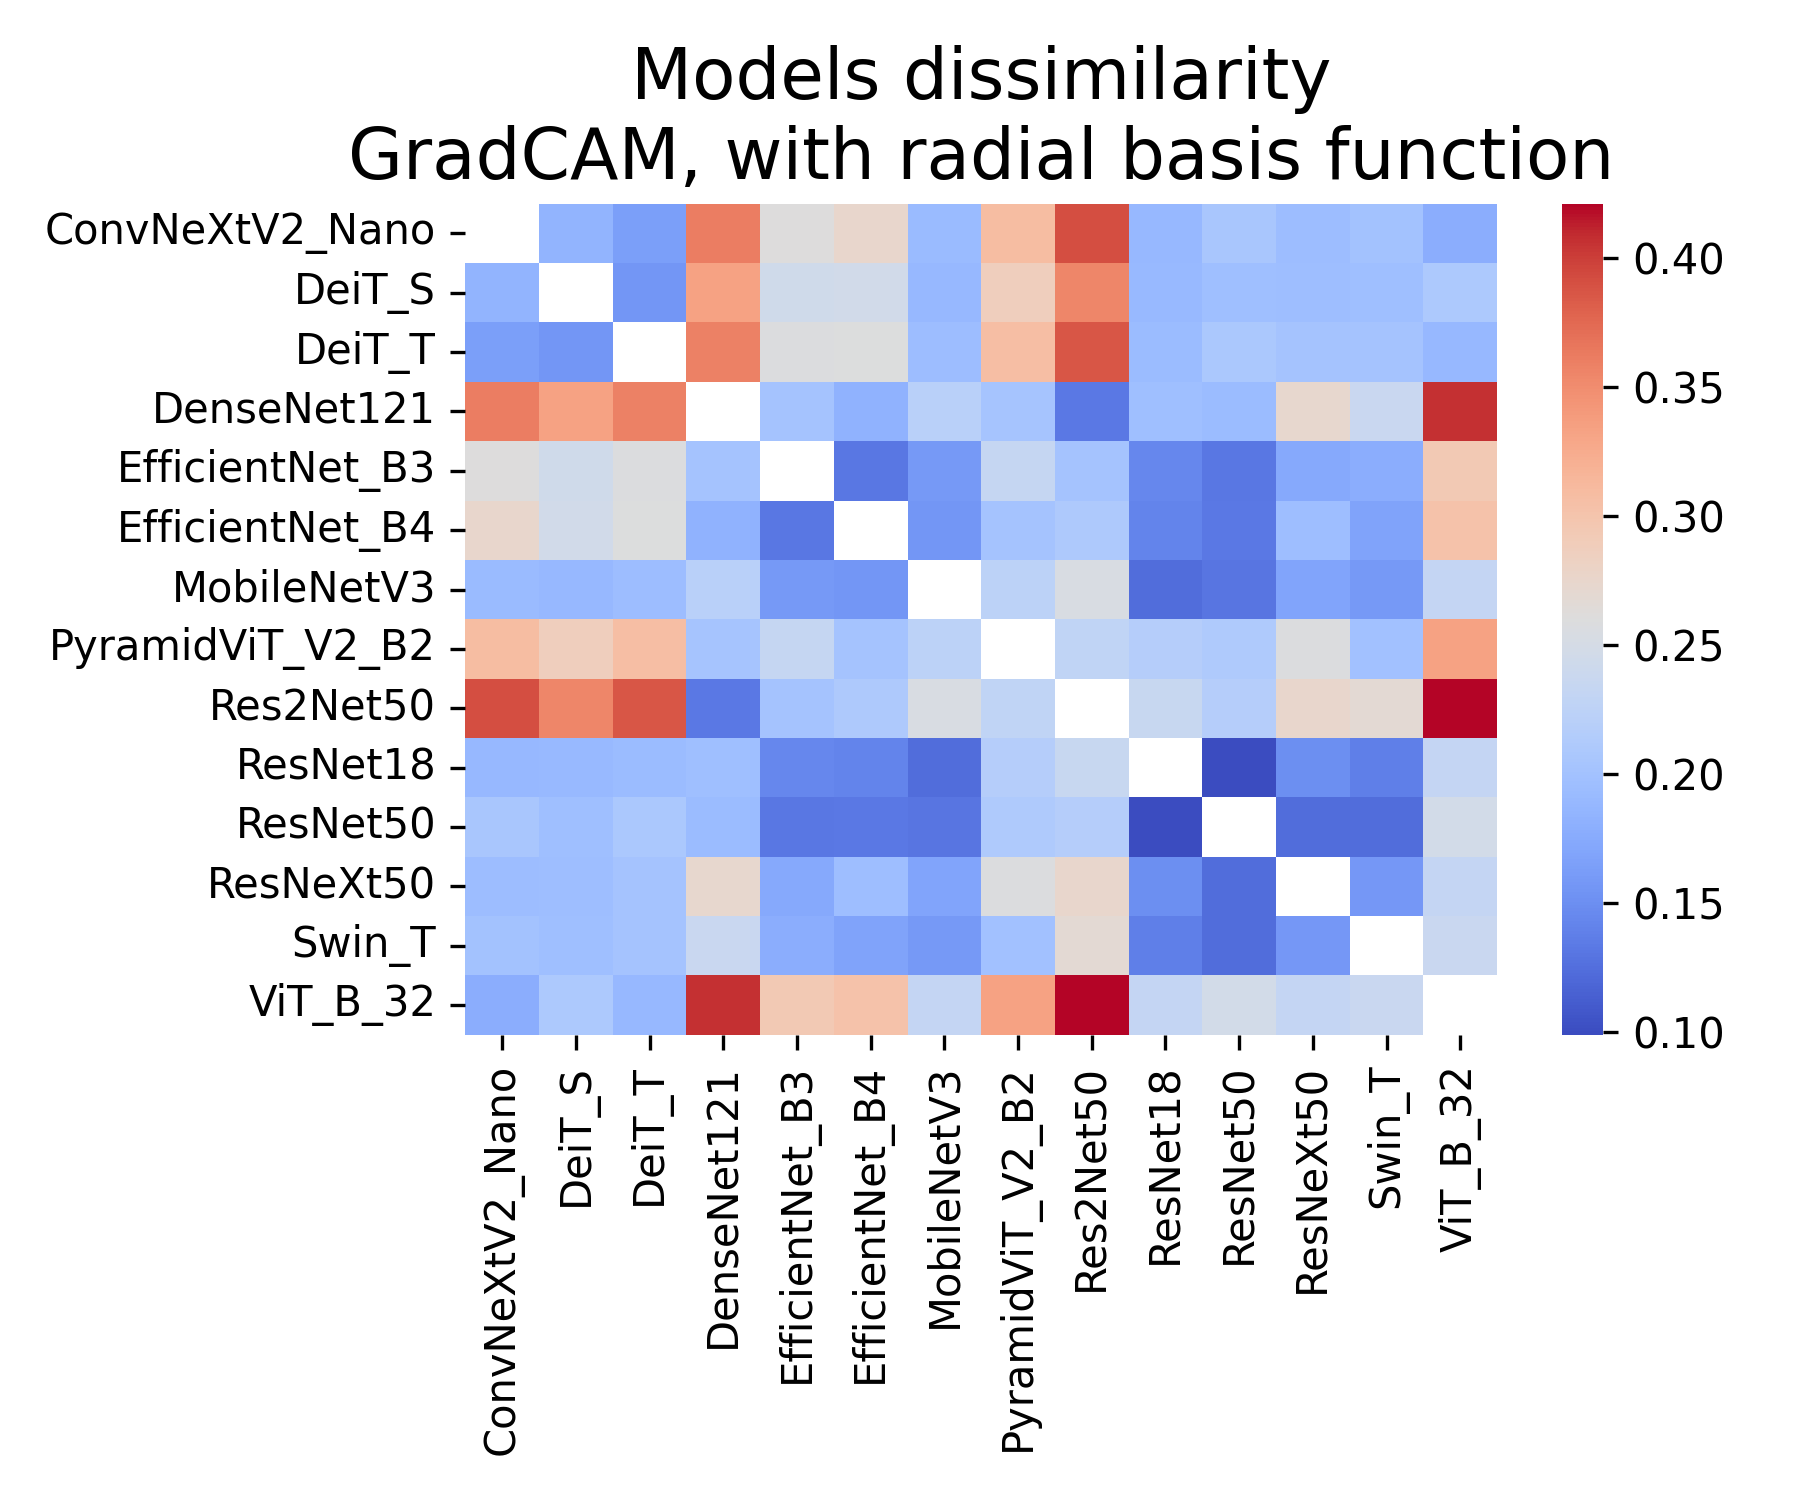 Models dissimilarity
GradCAM, with radial basis function
ConvNeXtV2_Nano
DeiT_S
DeiT_T
DenseNet121
EfficientNet_B3
EfficientNet_B4
MobileNetV3
PyramidViT_V2_B2
Res2Net50
ResNet18
ResNet50
ResNeXt50
Swin_T
ViT_B_32
ConvNeXtV2_Nano
DeiT_S
DeiT_T
DenseNet121
EfficientNet_B3
EfficientNet_B4
MobileNetV3
PyramidViT_V2_B2
Res2Net50
ResNet18
ResNet50
ResNeXt50
Swin_T
ViT_B_32
0.40
0.35
0.30
0.25
0.20
0.15
0.10